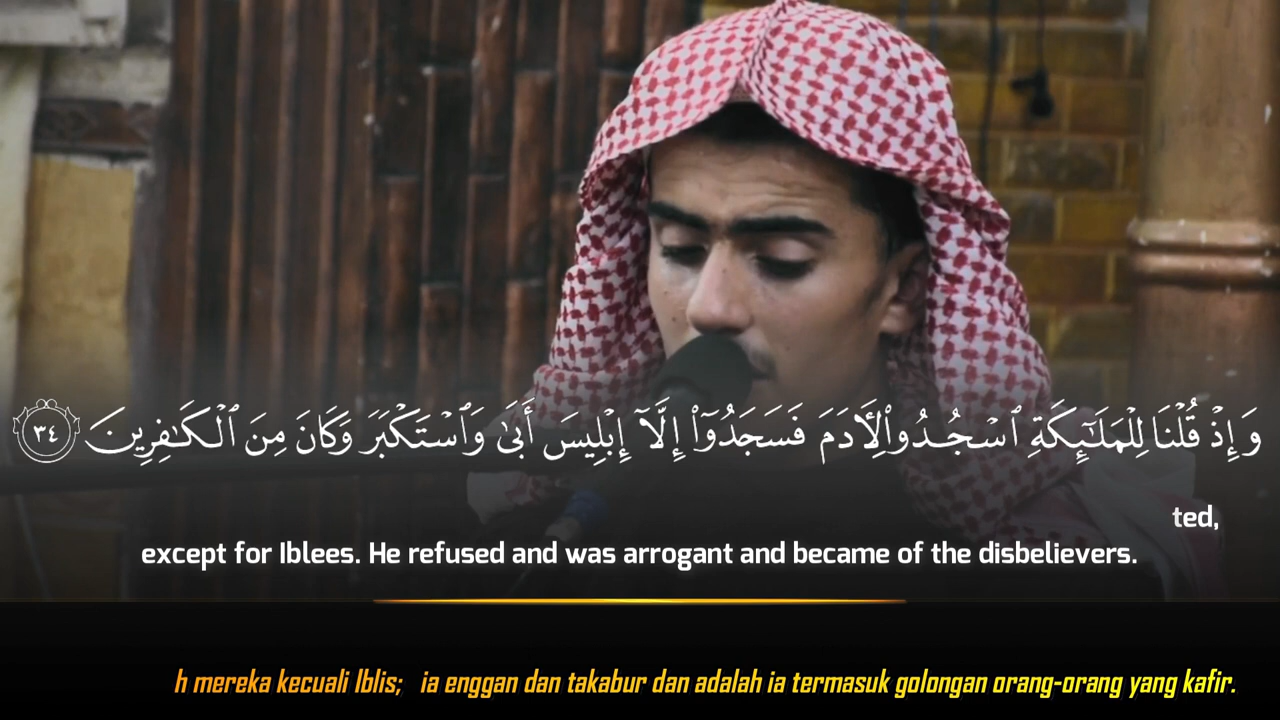 وَإِذْ قُلْنَا لِلْمَلَـٰٓئِكَةِ ٱسْجُدُوا۟ لِـَٔادَمَ فَسَجَدُوٓا۟ إِلَّآ إِبْلِيسَ أَبَىٰ وَٱسْتَكْبَرَ وَكَانَ مِنَ ٱلْكَـٰفِرِينَ ٣٤
ted,
except for Iblees. He refused and was arrogant and became of the disbelievers.
h mereka kecuali Iblis; ia enggan dan takabur dan adalah ia termasuk golongan orang-orang yang kafir.